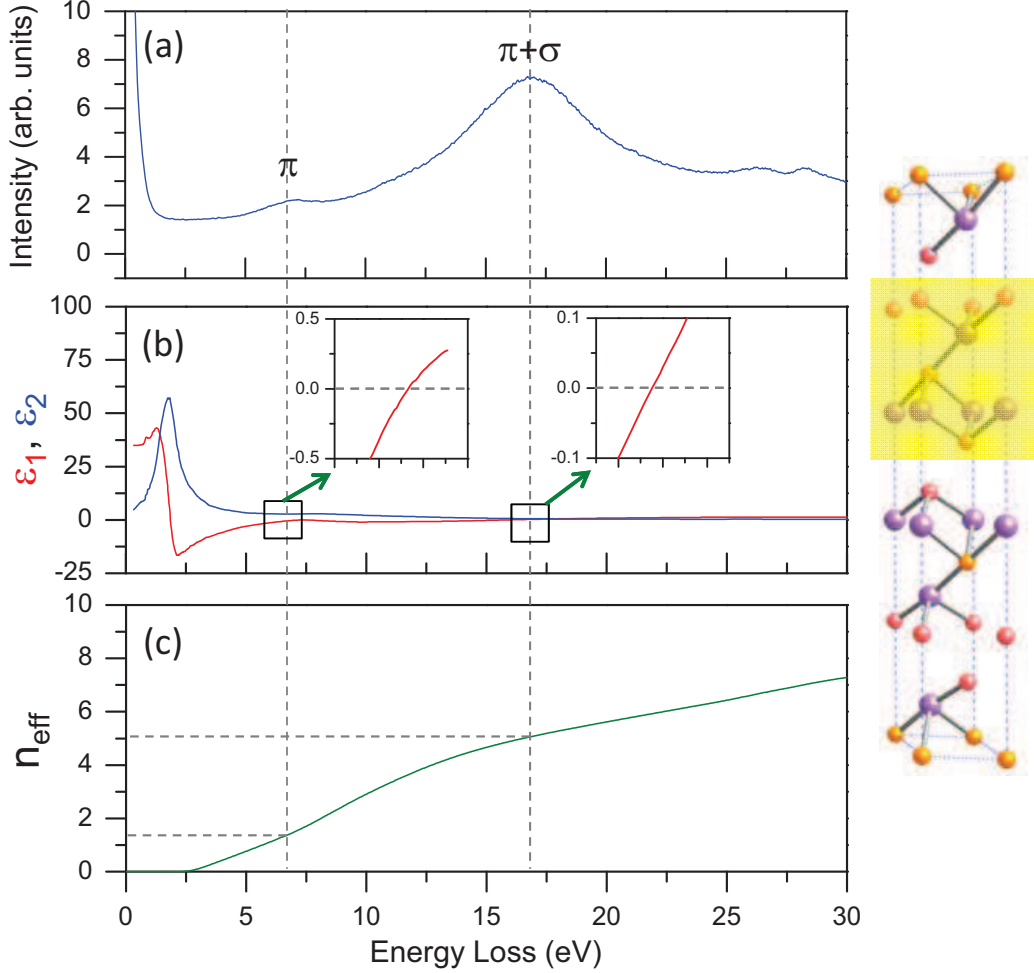 (a)
Intensity (arb. units)
10
8
6
4
2
0
π
π+σ
(b)
ε1, ε2
100
75
50
25
0
-25
0.5
0.0
-0.5
0.1
0.0
-0.1
(c)
neff
10
8
6
4
2
0
0 5 10 15 20 25 30
Energy Loss (eV)